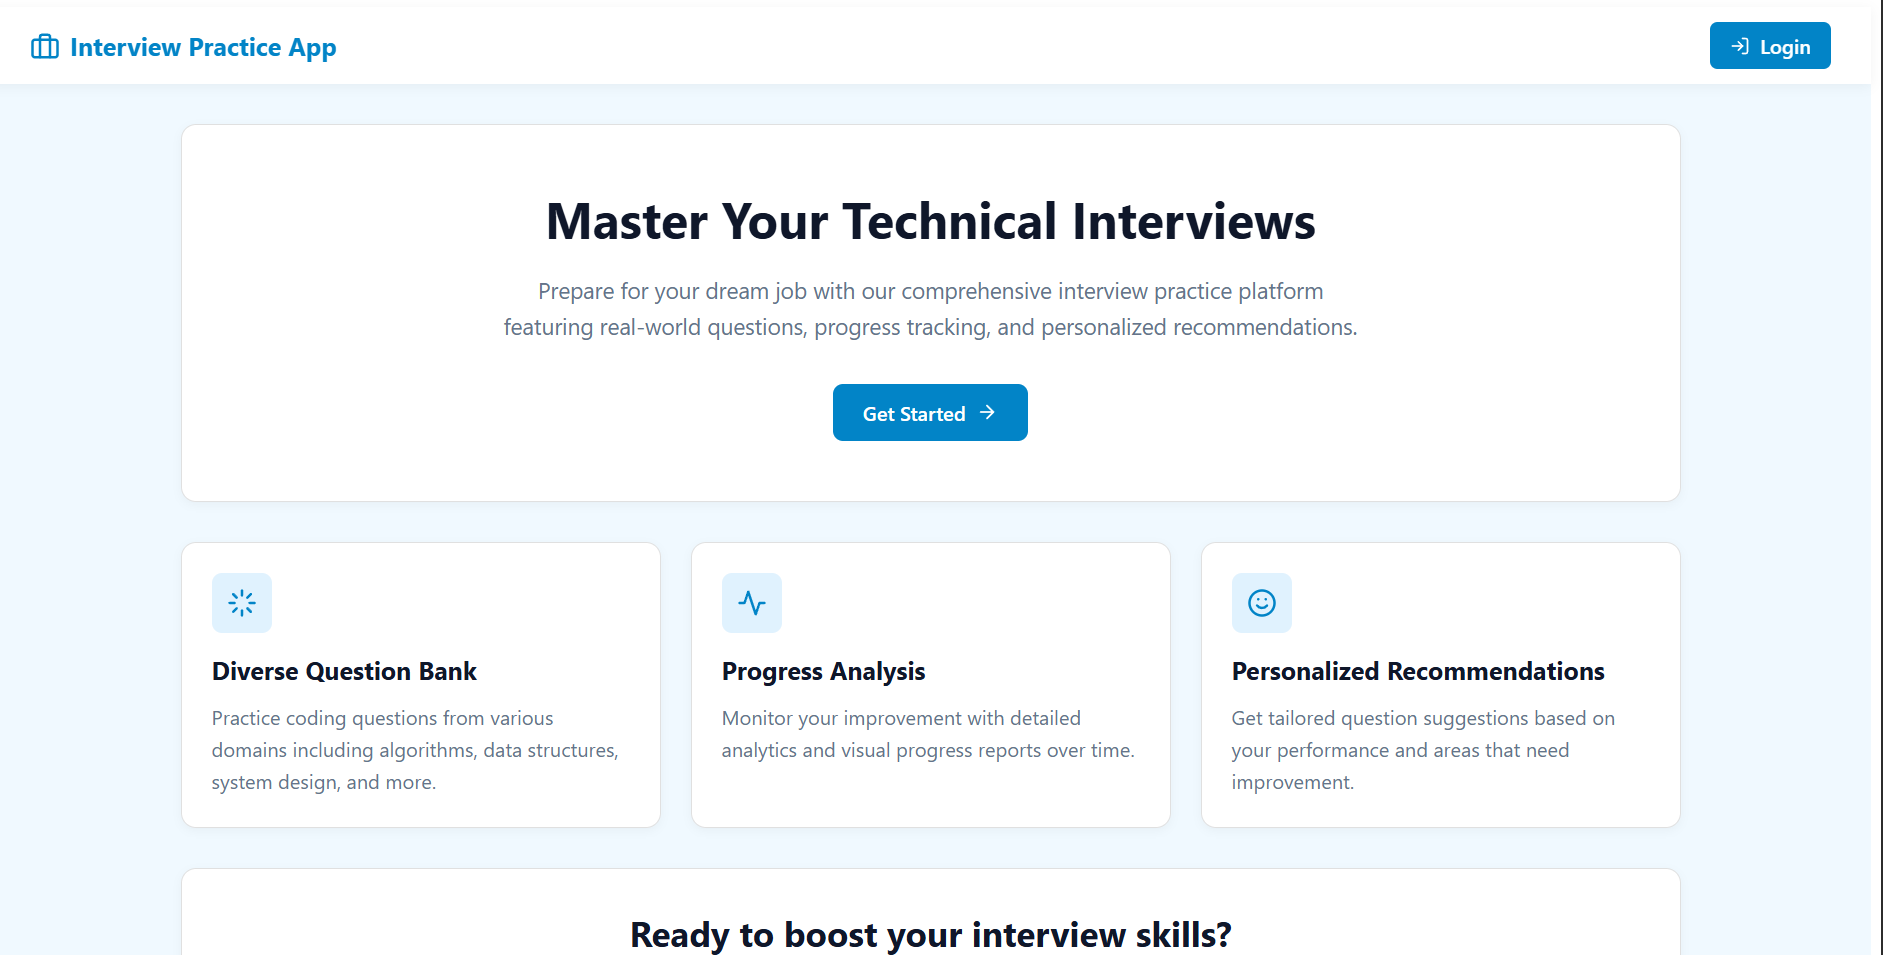 Interview Practice App
Login
Master Your Technical Interviews
Prepare for your dream job with our comprehensive interview practice platform
featuring real-world questions, progress tracking, and personalized recommendations.
Get Started
Diverse Question Bank
Practice coding questions from various
domains including algorithms, data structures,
system design, and more.
Progress Analysis
Monitor your improvement with detailed
analytics and visual progress reports over time.
Personalized Recommendations
Get tailored question suggestions based on
your performance and areas that need
improvement.
Ready to boost your interview skills?